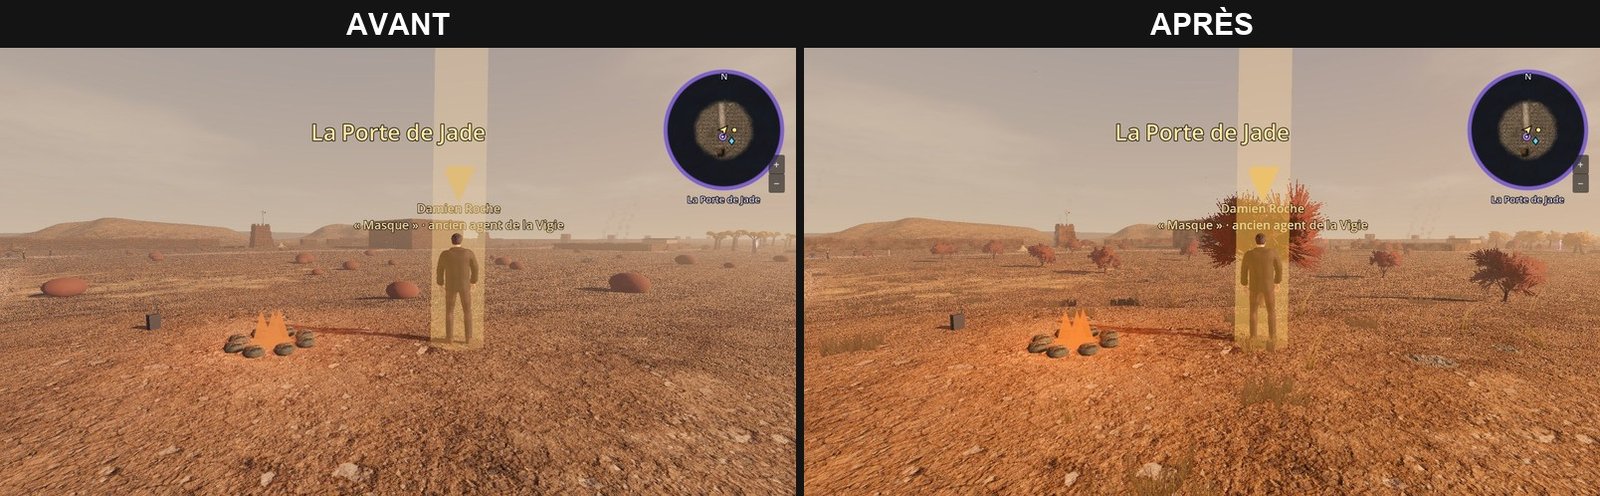 AVANT
APRÈS
N
La Porte de Jade
+
−
La Porte de Jade
Damien Roche
« Masque » · ancien agent de la Vigie
N
La Porte de Jade
+
−
La Porte de Jade
Damien Roche
« Masque » · ancien agent de la Vigie